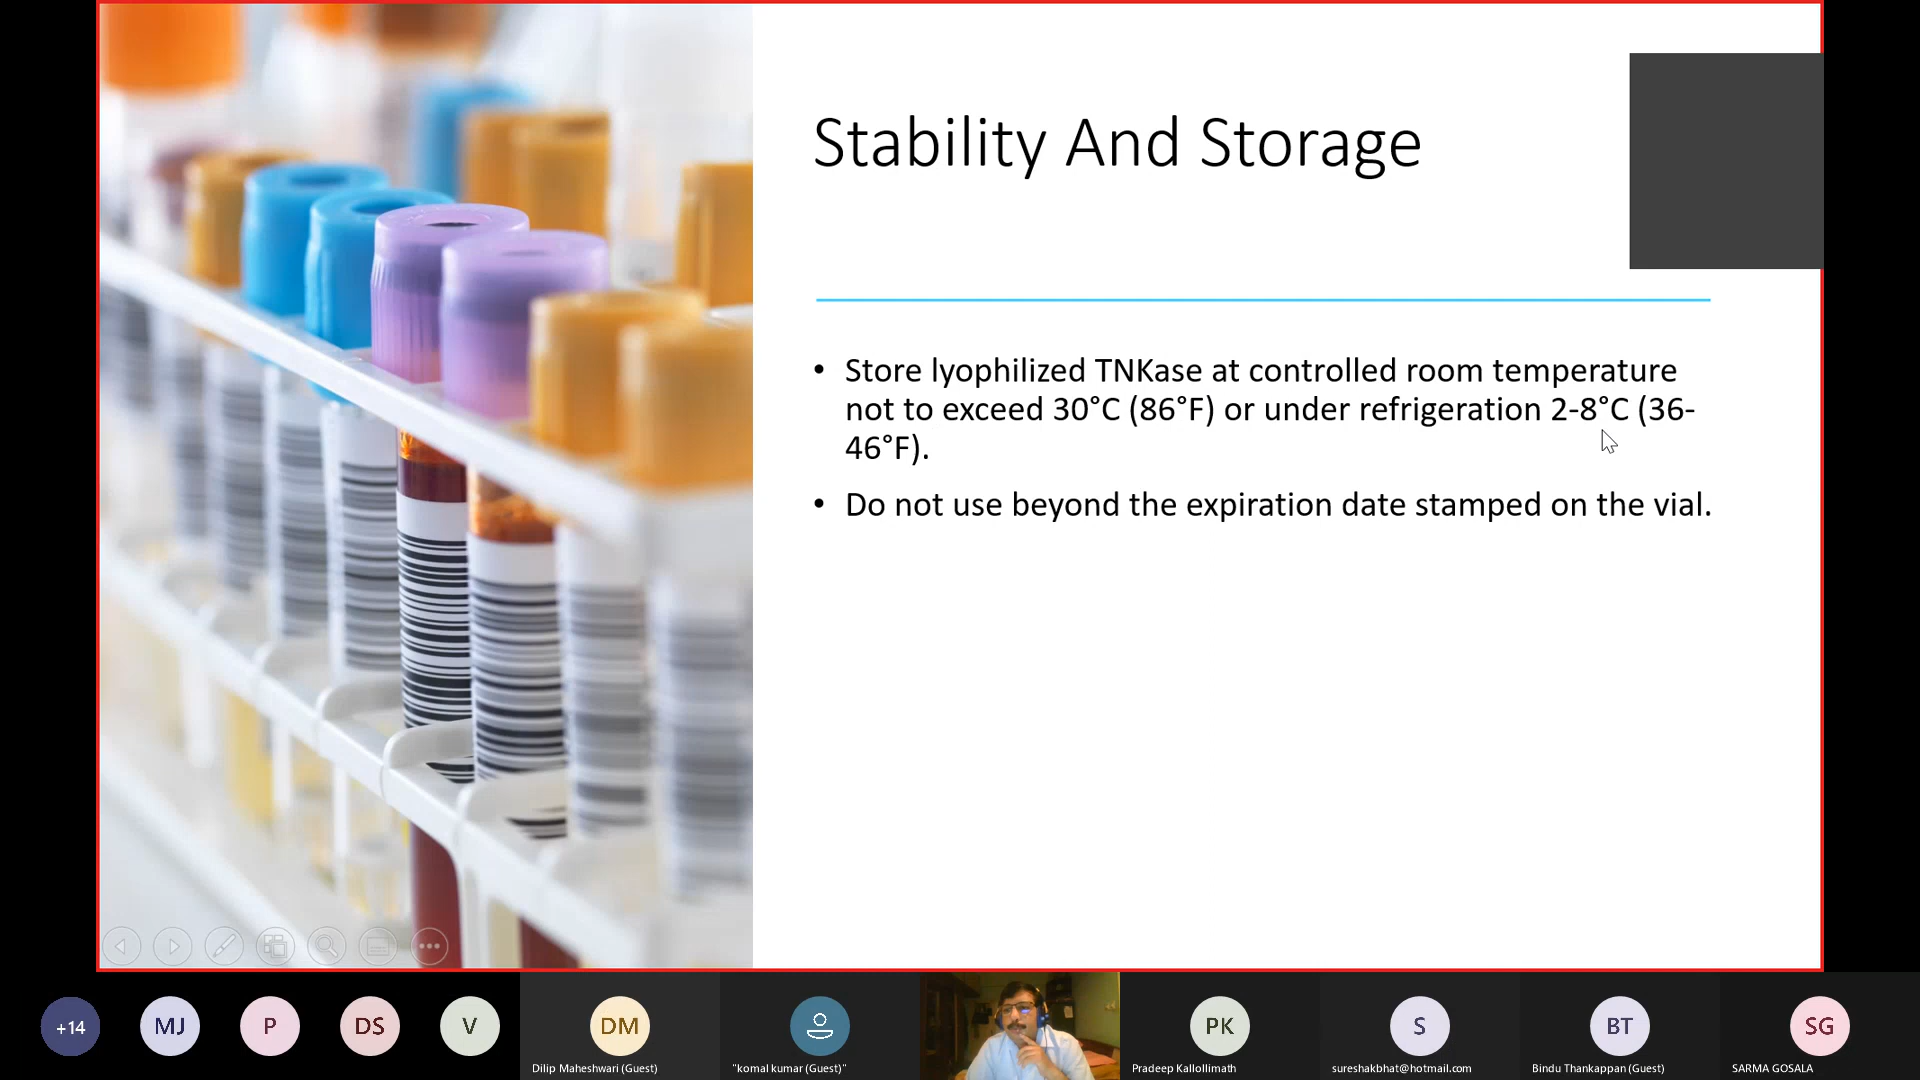 Stability And Storage
• Store lyophilized TNKase at controlled room temperature
not to exceed 30°C (86°F) or under refrigeration 2-8°C (36-
46°F).
• Do not use beyond the expiration date stamped on the vial.
+14
MJ
P
DS
V
DM
PK
S
BT
SG
Dilip Maheshwari (Guest)
"komal kumar (Guest)"
Pradeep Kallollimath
sureshakbhat@hotmail.com
Bindu Thankappan (Guest)
SARMA GOSALA